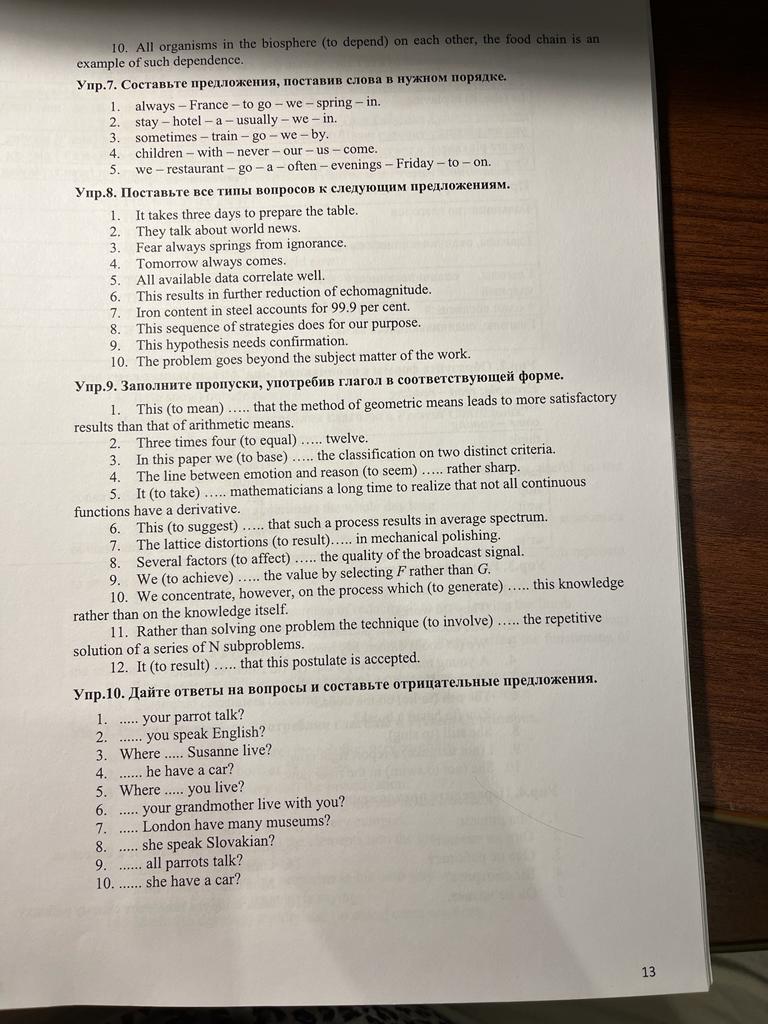 10. All organisms in the biosphere (to depend) on each other, the food chain is an
example of such dependence.
Упр.7. Составьте предложения, поставив слова в нужном порядке.
1. always – France – to go – we – spring – in.
2. stay – hotel – a – usually – we – in.
3. sometimes – train – go – we – by.
4. children – with – never – our – us – come.
5. we – restaurant – go – a – often – evenings – Friday – to – on.
Упр.8. Поставьте все типы вопросов к следующим предложениям.
1. It takes three days to prepare the table.
2. They talk about world news.
3. Fear always springs from ignorance.
4. Tomorrow always comes.
5. All available data correlate well.
6. This results in further reduction of echomagnitude.
7. Iron content in steel accounts for 99.9 per cent.
8. This sequence of strategies does for our purpose.
9. This hypothesis needs confirmation.
10. The problem goes beyond the subject matter of the work.
Упр.9. Заполните пропуски, употребив глагол в соответствующей форме.
1. This (to mean) ….. that the method of geometric means leads to more satisfactory
results than that of arithmetic means.
2. Three times four (to equal) ….. twelve.
3. In this paper we (to base) ….. the classification on two distinct criteria.
4. The line between emotion and reason (to seem) ….. rather sharp.
5. It (to take) ….. mathematicians a long time to realize that not all continuous
functions have a derivative.
6. This (to suggest) ….. that such a process results in average spectrum.
7. The lattice distortions (to result)….. in mechanical polishing.
8. Several factors (to affect) ….. the quality of the broadcast signal.
9. We (to achieve) ….. the value by selecting F rather than G.
10. We concentrate, however, on the process which (to generate) ….. this knowledge
rather than on the knowledge itself.
11. Rather than solving one problem the technique (to involve) ….. the repetitive
solution of a series of N subproblems.
12. It (to result) ….. that this postulate is accepted.
Упр.10. Дайте ответы на вопросы и составьте отрицательные предложения.
1. ..... your parrot talk?
2. ...... you speak English?
3. Where ..... Susanne live?
4. ...... he have a car?
5. Where ..... you live?
6. ...... your grandmother live with you?
7. ..... London have many museums?
8. ..... she speak Slovakian?
9. ...... all parrots talk?
10. ...... she have a car?
13